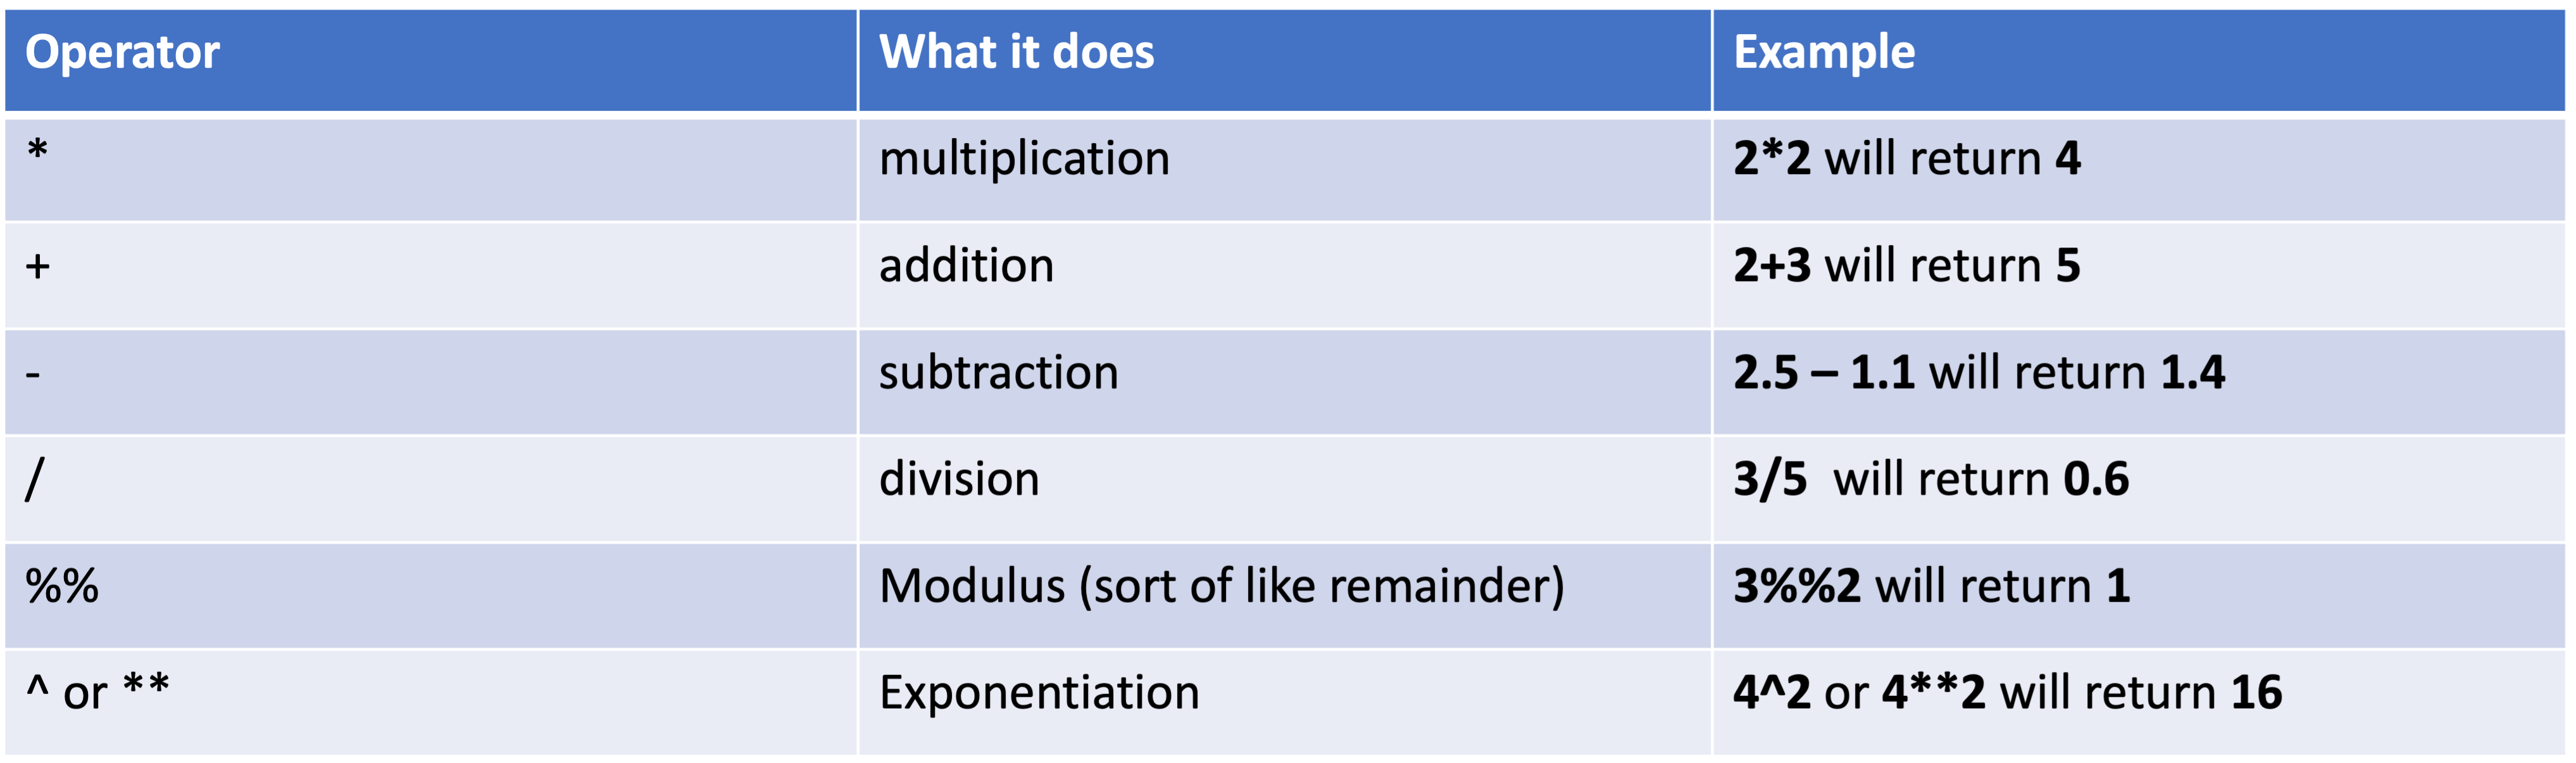 Operator What it does Example
* multiplication 2*2 will return 4
+ addition 2+3 will return 5
- subtraction 2.5 – 1.1 will return 1.4
/ division 3/5 will return 0.6
%% Modulus (sort of like remainder) 3%%2 will return 1
^ or ** Exponentiation 4^2 or 4**2 will return 16